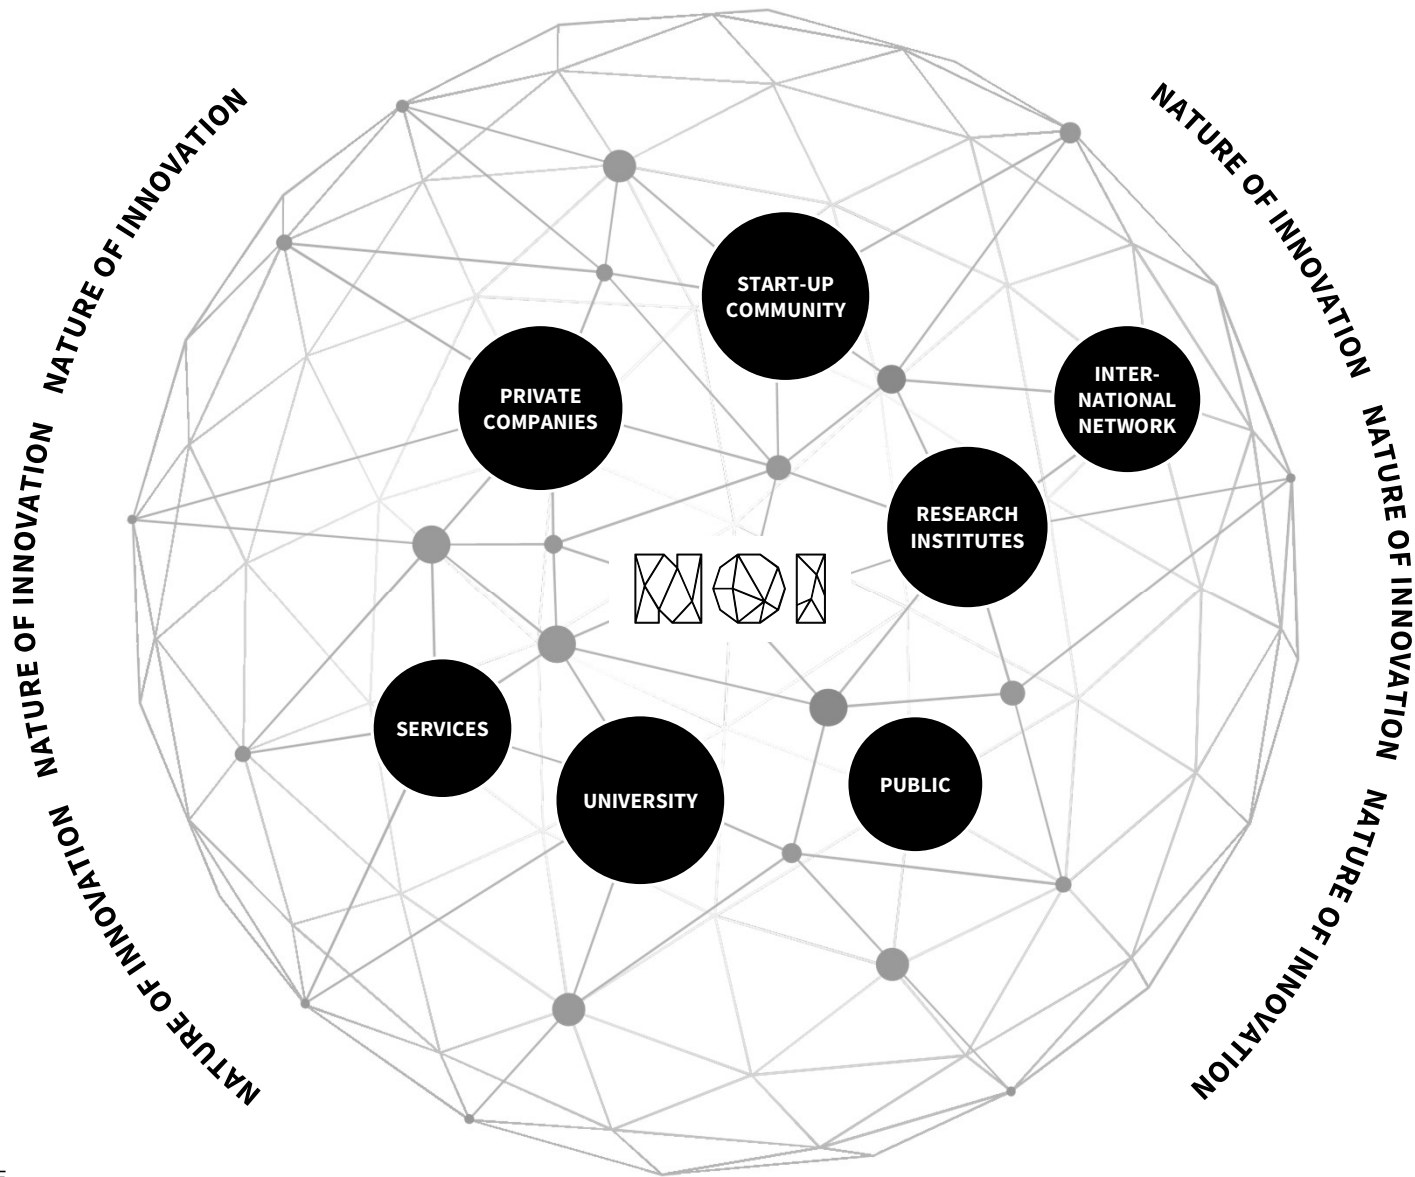 NATURE OF INNOVATION
NATURE OF INNOVATION
NATURE OF INNOVATION
NATURE OF INNOVATION
NATURE OF INNOVATION
NATURE OF INNOVATION
START-UP
COMMUNITY
PRIVATE
COMPANIES
INTER-
NATIONAL
NETWORK
RESEARCH
INSTITUTES
NOI
SERVICES
UNIVERSITY
PUBLIC